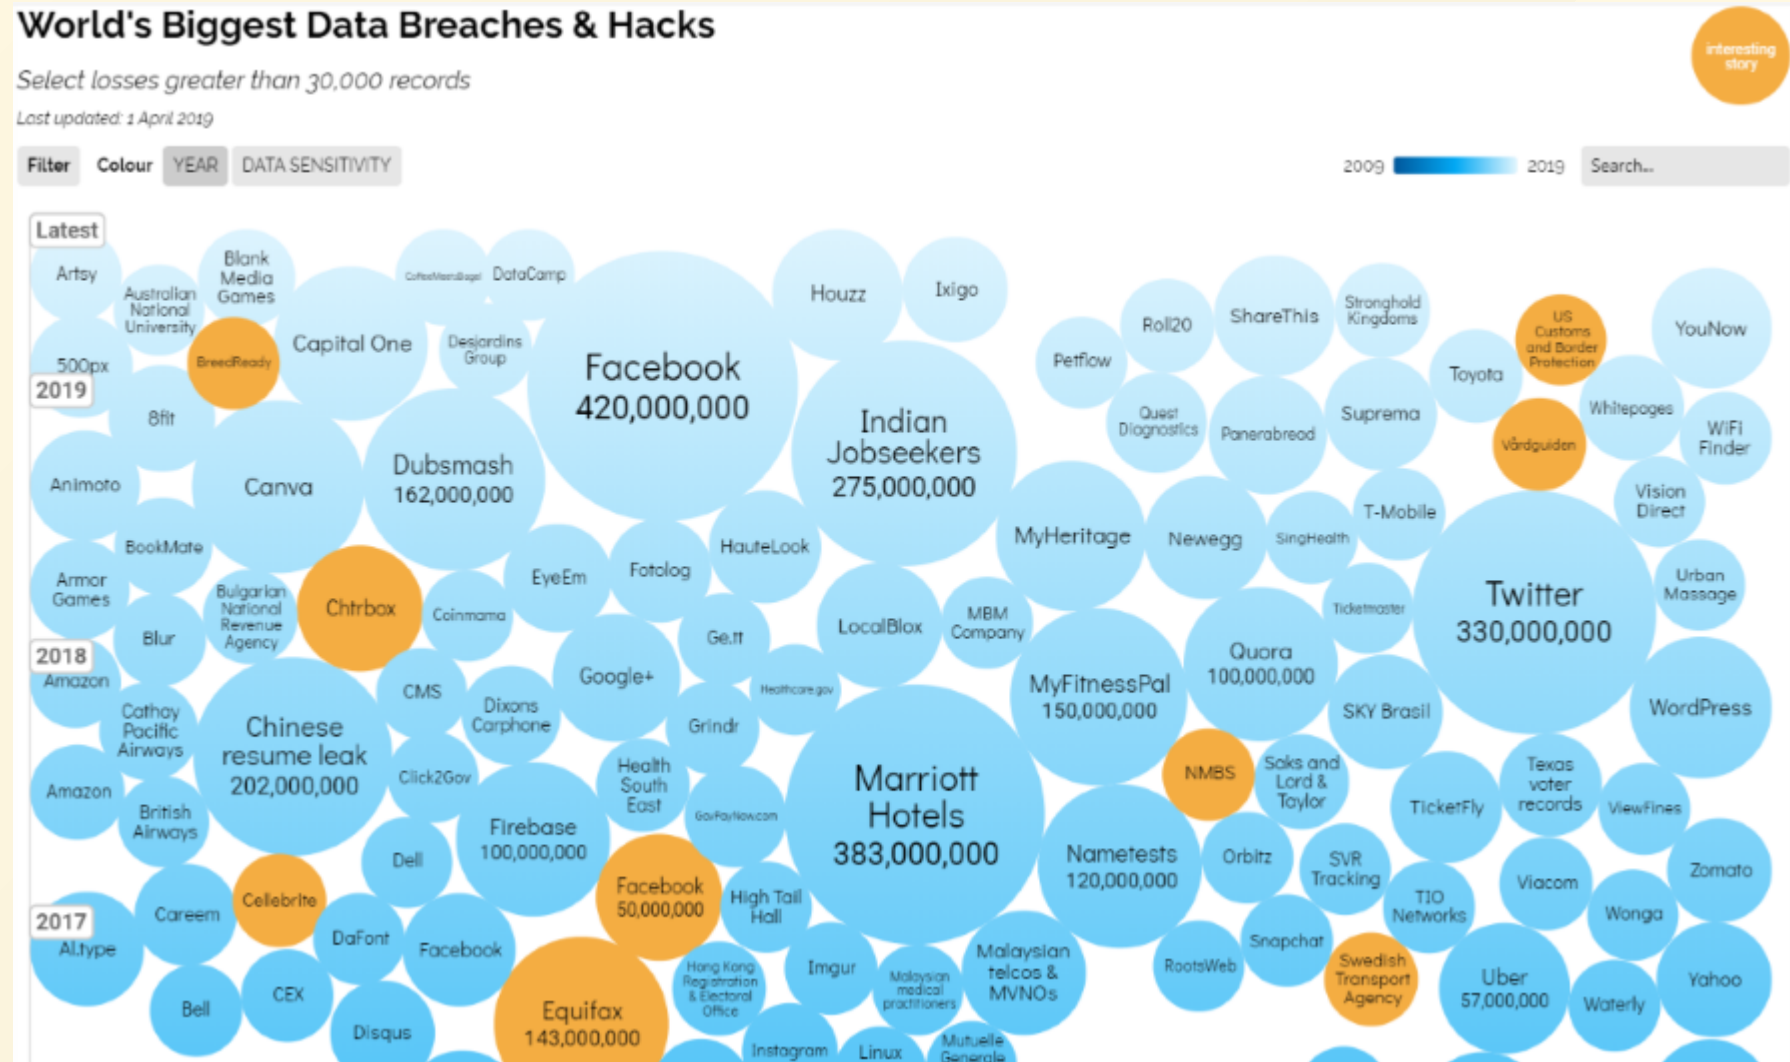 World's Biggest Data Breaches & Hacks
interesting
story
Select losses greater than 30,000 records
Last updated: 1 April 2019
Filter Colour YEAR DATA SENSITIVITY
2009 2019 Search...
Latest
Artsy
Australian
National
University
Blank
Media
Games
CoffeeMeetsBagel
DataCamp
Houzz
Ixigo
500px
BreedReady
Capital One
Desjardins
Group
Facebook
420,000,000
Roll20
ShareThis
Stronghold
Kingdoms
US
Customs
and Border
Protection
YouNow
Petflow
Toyota
2019
8fit
Indian
Jobseekers
275,000,000
Quest
Diagnostics
Panerabread
Suprema
Vårdguiden
Whitepages
WiFi
Finder
Animoto
Canva
Dubsmash
162,000,000
BookMate
HauteLook
MyHeritage
Newegg
SingHealth
T-Mobile
Vision
Direct
Armor
Games
Bulgarian
National
Revenue
Agency
Chtrbox
Coinmama
EyeEm
Fotolog
Twitter
330,000,000
Urban
Massage
Blur
Ge.tt
LocalBlox
MBM
Company
Ticketmaster
2018
Amazon
CMS
Google+
Healthcare.gov
MyFitnessPal
150,000,000
Quora
100,000,000
SKY Brasil
WordPress
Cathay
Pacific
Airways
Chinese
resume leak
202,000,000
Dixons
Carphone
Grindr
Amazon
British
Airways
Click2Gov
Health
South
East
GovPayNow.com
Marriott
Hotels
383,000,000
NMBS
Saks and
Lord &
Taylor
TicketFly
Texas
voter
records
ViewFines
Firebase
100,000,000
Dell
Nametests
120,000,000
Orbitz
SVR
Tracking
Viacom
Zomato
2017
Al.type
Careem
Cellebrite
Facebook
50,000,000
High Tail
Hall
TIO
Networks
Wonga
DaFont
Facebook
Bell
CEX
Disqus
Equifax
143,000,000
Hong Kong
Registration
& Electoral
Office
Imgur
Malaysian
medical
practitioners
Malaysian
telcos &
MVNOs
RootsWeb
Snapchat
Swedish
Transport
Agency
Uber
57,000,000
Waterly
Yahoo
Instagram
Linux
Mutuelle
Generale